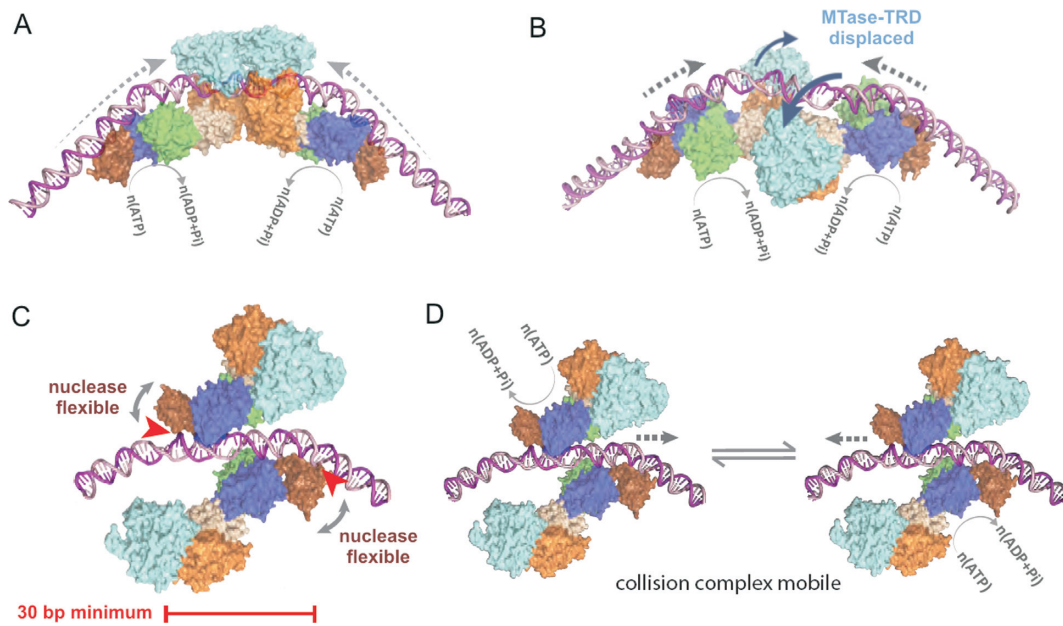 A
n(ATP)
n(ADP+Pi)
n(ADP+Pi)
n(ATP)
B
MTase-TRD
displaced
n(ATP)
n(ADP+Pi)
n(ADP+Pi)
n(ATP)
C
nuclease
flexible
nuclease
flexible
30 bp minimum
D
n(ADP+Pi)
n(ATP)
n(ATP)
n(ADP+Pi)
collision complex mobile